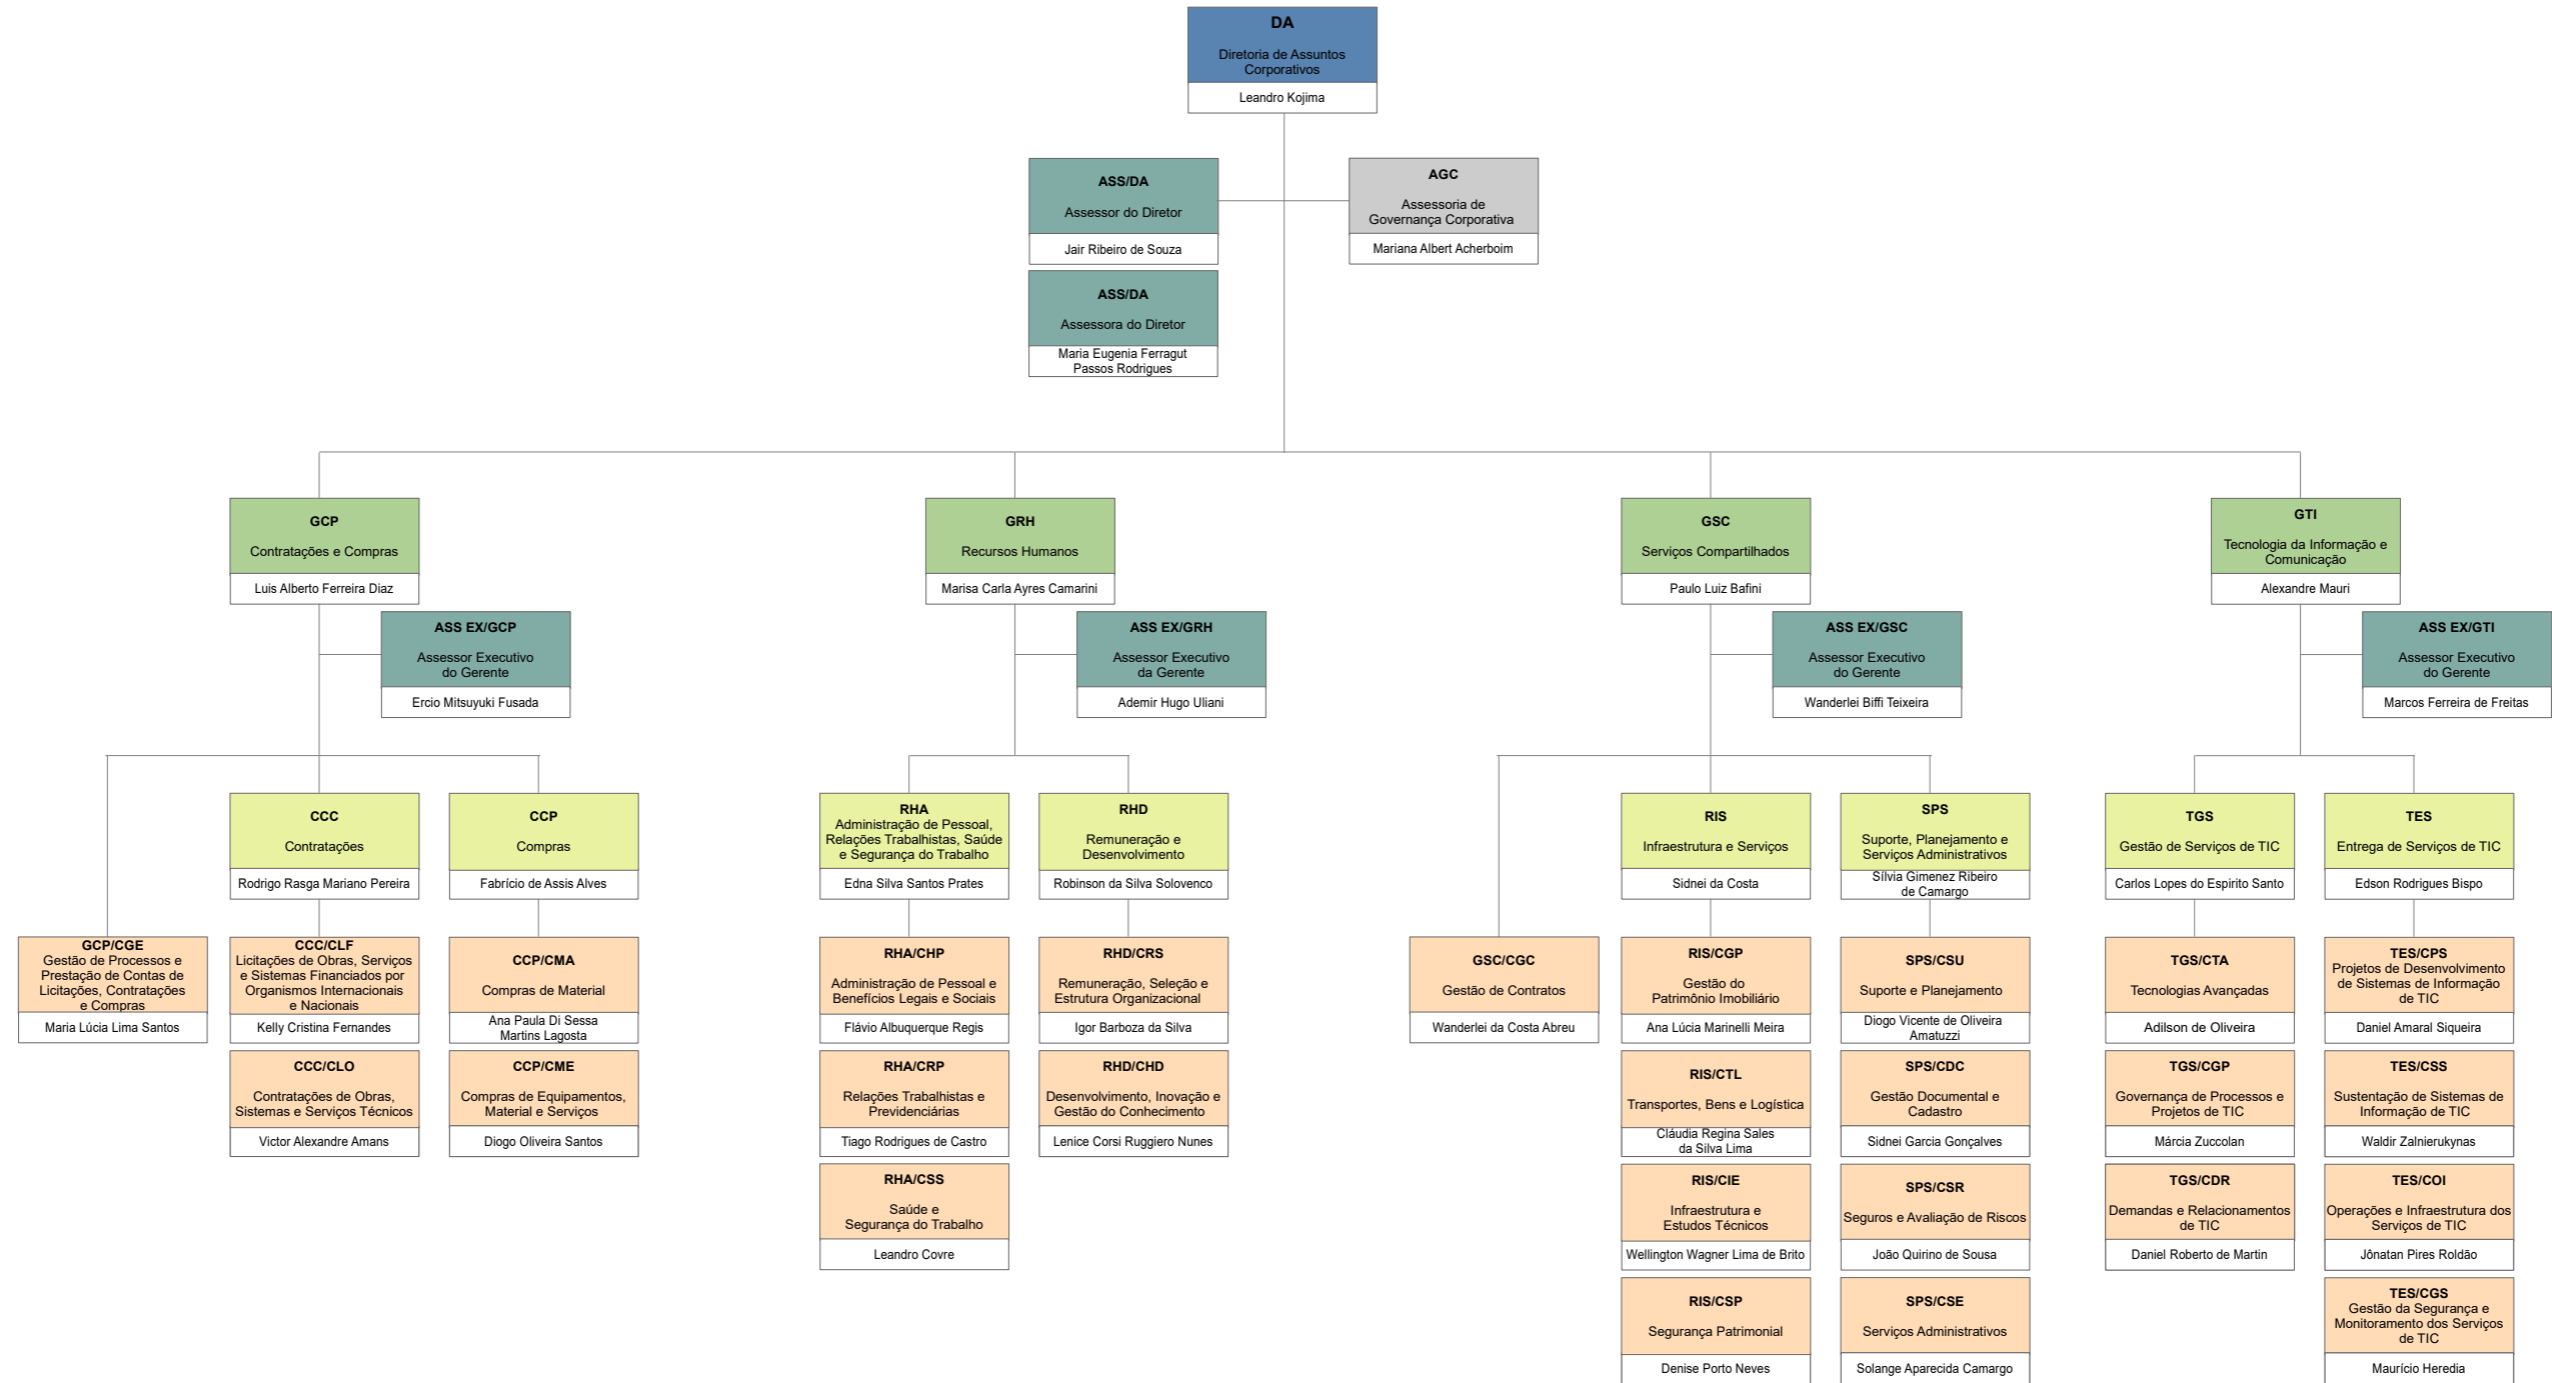 DA
Diretoria de Assuntos
Corporativos
Leandro Kojima
ASS/DA
Assessor do Diretor
Jair Ribeiro de Souza
AGC
Assessoria de
Governança Corporativa
Mariana Albert Acherboim
ASS/DA
Assessora do Diretor
Maria Eugenia Ferragut
Passos Rodrigues
GCP
Contratações e Compras
Luis Alberto Ferreira Diaz
GRH
Recursos Humanos
Marisa Carla Ayres Camarini
GSC
Serviços Compartilhados
Paulo Luiz Bafini
GTI
Tecnologia da Informação e
Comunicação
Alexandre Mauri
ASS EX/GCP
Assessor Executivo
do Gerente
Ercio Mitsuyuki Fusada
ASS EX/GRH
Assessor Executivo
da Gerente
Ademir Hugo Uliani
ASS EX/GSC
Assessor Executivo
do Gerente
Wanderlei Biffi Teixeira
ASS EX/GTI
Assessor Executivo
do Gerente
Marcos Ferreira de Freitas
CCC
Contratações
Rodrigo Rasga Mariano Pereira
CCP
Compras
Fabrício de Assis Alves
RHA
Administração de Pessoal,
Relações Trabalhistas, Saúde
e Segurança do Trabalho
Edna Silva Santos Prates
RHD
Remuneração e
Desenvolvimento
Robinson da Silva Solovenco
RIS
Infraestrutura e Serviços
Sidnei da Costa
SPS
Suporte, Planejamento e
Serviços Administrativos
Sílvia Gimenez Ribeiro
de Camargo
TGS
Gestão de Serviços de TIC
Carlos Lopes do Espirito Santo
TES
Entrega de Serviços de TIC
Edson Rodrigues Bispo
GCP/CGE
Gestão de Processos e
Prestação de Contas de
Licitações, Contratações
e Compras
Maria Lúcia Lima Santos
CCC/CLF
Licitações de Obras, Serviços
e Sistemas Financiados por
Organismos Internacionais
e Nacionais
Kelly Cristina Fernandes
CCP/CMA
Compras de Material
Ana Paula Di Sessa
Martins Lagosta
RHA/CHP
Administração de Pessoal e
Benefícios Legais e Sociais
Flávio Albuquerque Regis
RHD/CRS
Remuneração, Seleção e
Estrutura Organizacional
Igor Barboza da Silva
GSC/CGC
Gestão de Contratos
Wanderlei da Costa Abreu
RIS/CGP
Gestão do
Patrimônio Imobiliário
Ana Lúcia Marinelli Meira
SPS/CSU
Suporte e Planejamento
Diogo Vicente de Oliveira
Amatuzzi
TGS/CTA
Tecnologias Avançadas
Adilson de Oliveira
TES/CPS
Projetos de Desenvolvimento
de Sistemas de Informação
de TIC
Daniel Amaral Siqueira
CCC/CLO
Contratações de Obras,
Sistemas e Serviços Técnicos
Victor Alexandre Amans
CCP/CME
Compras de Equipamentos,
Material e Serviços
Diogo Oliveira Santos
RHA/CRP
Relações Trabalhistas e
Previdenciárias
Tiago Rodrigues de Castro
RHD/CHD
Desenvolvimento, Inovação e
Gestão do Conhecimento
Lenice Corsi Ruggiero Nunes
RIS/CTL
Transportes, Bens e Logística
Cláudia Regina Sales
da Silva Lima
SPS/CDC
Gestão Documental e
Cadastro
Sidnei Garcia Gonçalves
TGS/CGP
Governança de Processos e
Projetos de TIC
Márcia Zuccolan
TES/CSS
Sustentação de Sistemas de
Informação de TIC
Waldir Zalnierukynas
RHA/CSS
Saúde e
Segurança do Trabalho
Leandro Covre
RIS/CIE
Infraestrutura e
Estudos Técnicos
Wellington Wagner Lima de Brito
SPS/CSR
Seguros e Avaliação de Riscos
João Quirino de Sousa
TGS/CDR
Demandas e Relacionamentos
de TIC
Daniel Roberto de Martin
TES/COI
Operações e Infraestrutura dos
Serviços de TIC
Jônatan Pires Roldão
RIS/CSP
Segurança Patrimonial
Denise Porto Neves
SPS/CSE
Serviços Administrativos
Solange Aparecida Camargo
TES/CGS
Gestão da Segurança e
Monitoramento dos Serviços
de TIC
Maurício Heredia